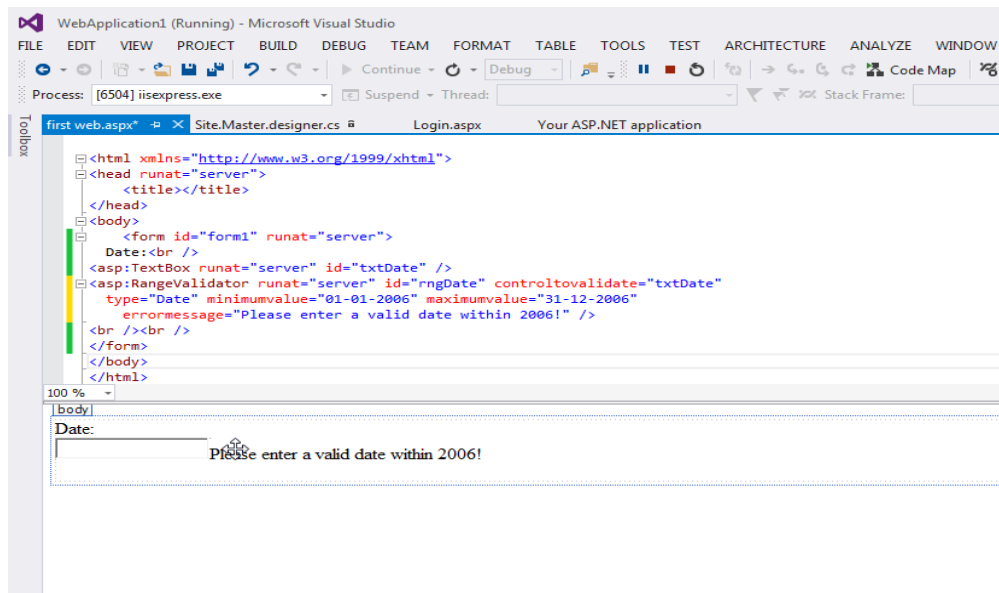 WebApplication1 (Running) - Microsoft Visual Studio
FILE EDIT VIEW PROJECT BUILD DEBUG TEAM FORMAT TABLE TOOLS TEST ARCHITECTURE ANALYZE WINDOW
Continue Debug Code Map
Process: [6504] iisexpress.exe Suspend Thread: Stack Frame:
Toolbox
first web.aspx* Site.Master.designer.cs Login.aspx Your ASP.NET application
<html xmlns="http://www.w3.org/1999/xhtml">
<head runat="server">
<title></title>
</head>
<body>
<form id="form1" runat="server">
Date:<br />
<asp:TextBox runat="server" id="txtDate" />
<asp:RangeValidator runat="server" id="rngDate" controltovalidate="txtDate"
type="Date" minimumvalue="01-01-2006" maximumvalue="31-12-2006"
errormessage="Please enter a valid date within 2006!" />
<br /><br />
</form>
</body>
</html>
100 %
body
Date:
Please enter a valid date within 2006!